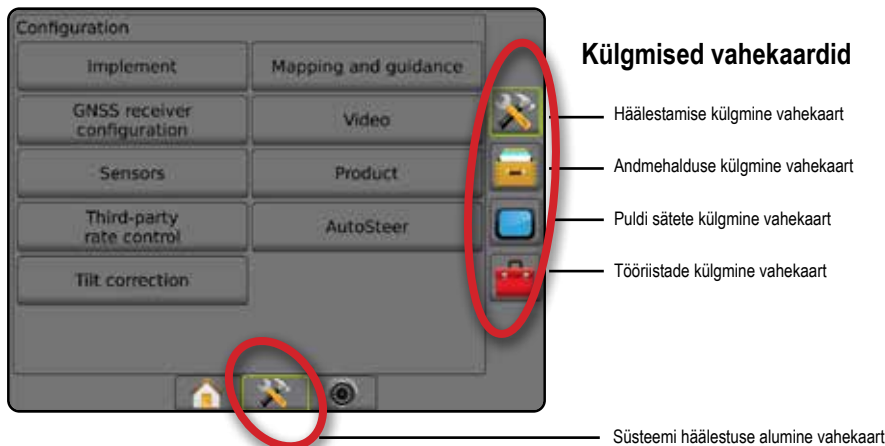 Configuration
Implement
Mapping and guidance
GNSS receiver
configuration
Video
Sensors
Product
Third-party
rate control
AutoSteer
Tilt correction
Külgmised vahekaardid
Häälestamise külgmine vahekaart
Andmehalduse külgmine vahekaart
Puldi sätete külgmine vahekaart
Tööriistade külgmine vahekaart
Süsteemi häälestuse alumine vahekaart